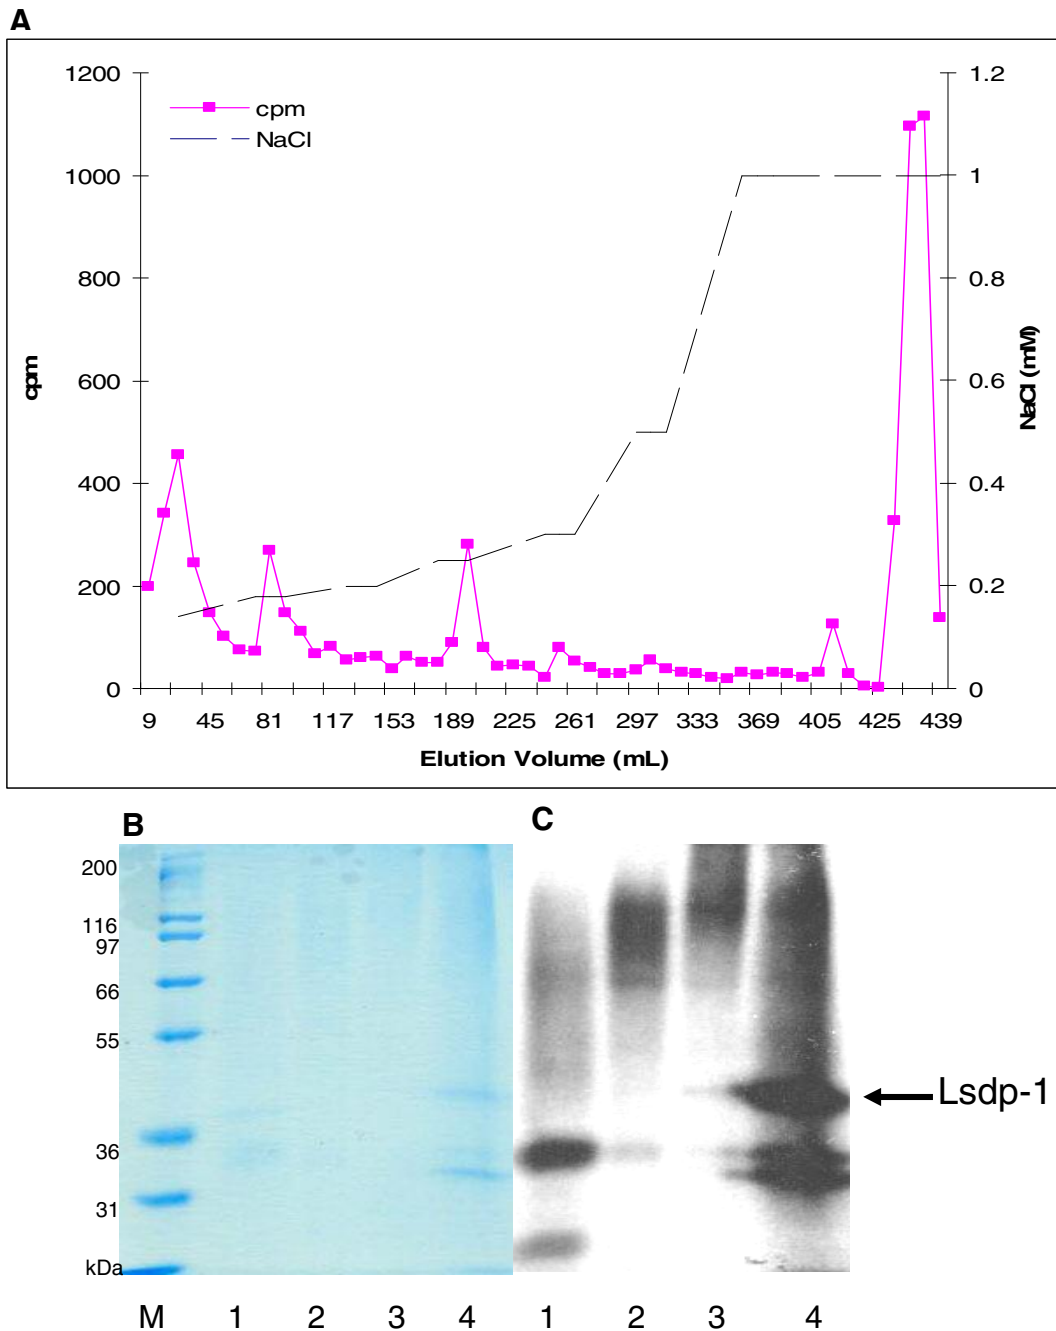 A
1200
1000
800
600
400
200
0
cpm
cpm
NaCl
1.2
1
0.8
0.6
0.4
0.2
0
NaCl (mM)
9 45 81 117 153 189 225 261 297 333 369 405 425 439
Elution Volume (mL)
B
C
200
116
97
66
55
36
31
kDa
Lsdp-1
M 1 2 3 4 1 2 3 4